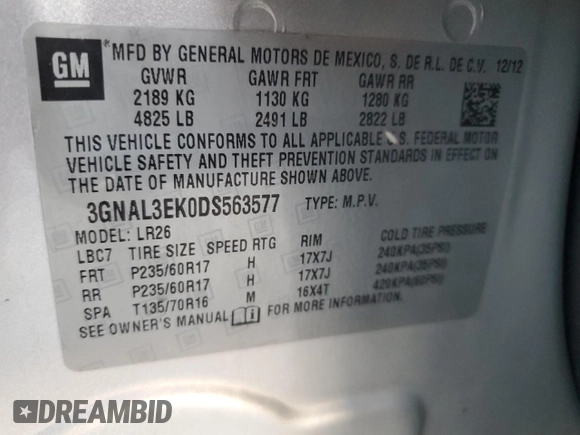 GM
MFD BY GENERAL MOTORS DE MEXICO, S. DE R.L. DE C.V. 12/12
GVWR GAWR FRT GAWR RR
2189 KG 1130 KG 1280 KG
4825 LB 2491 LB 2822 LB
THIS VEHICLE CONFORMS TO ALL APPLICABLE U.S. FEDERAL MOTOR
VEHICLE SAFETY AND THEFT PREVENTION STANDARDS IN EFFECT ON
THE DATE OF MANUFACTURE SHOWN ABOVE.
3GNAL3EK0DS563577 TYPE: M.P.V.
MODEL: LR26
LBC7 TIRE SIZE SPEED RTG RIM COLD TIRE PRESSURE
FRT P235/60R17 H 17X7J 240KPA(35PSI)
RR P235/60R17 H 17X7J 240KPA(35PSI)
SPA T135/70R16 M 16X4T 420KPA(60PSI)
SEE OWNER'S MANUAL FOR MORE INFORMATION
DREAMBID